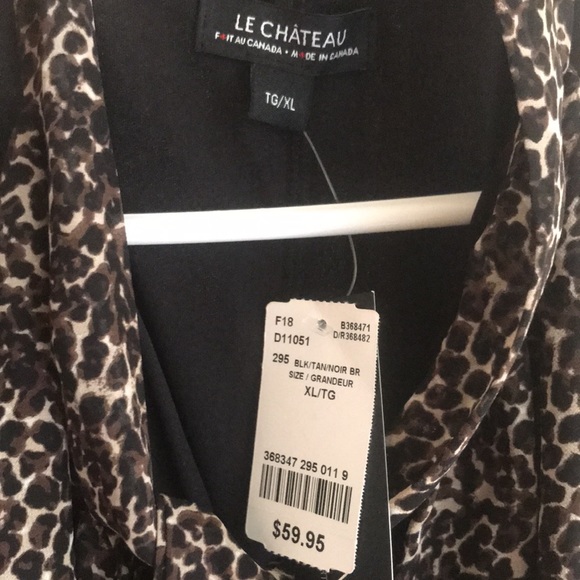 LE CHÂTEAU
FAIT AU CANADA • MADE IN CANADA
TG/XL
F18 B368471
D11051 D/R368482
295 BLK/TAN/NOIR BR
SIZE / GRANDEUR
XL/TG
368347 295 011 9
$59.95